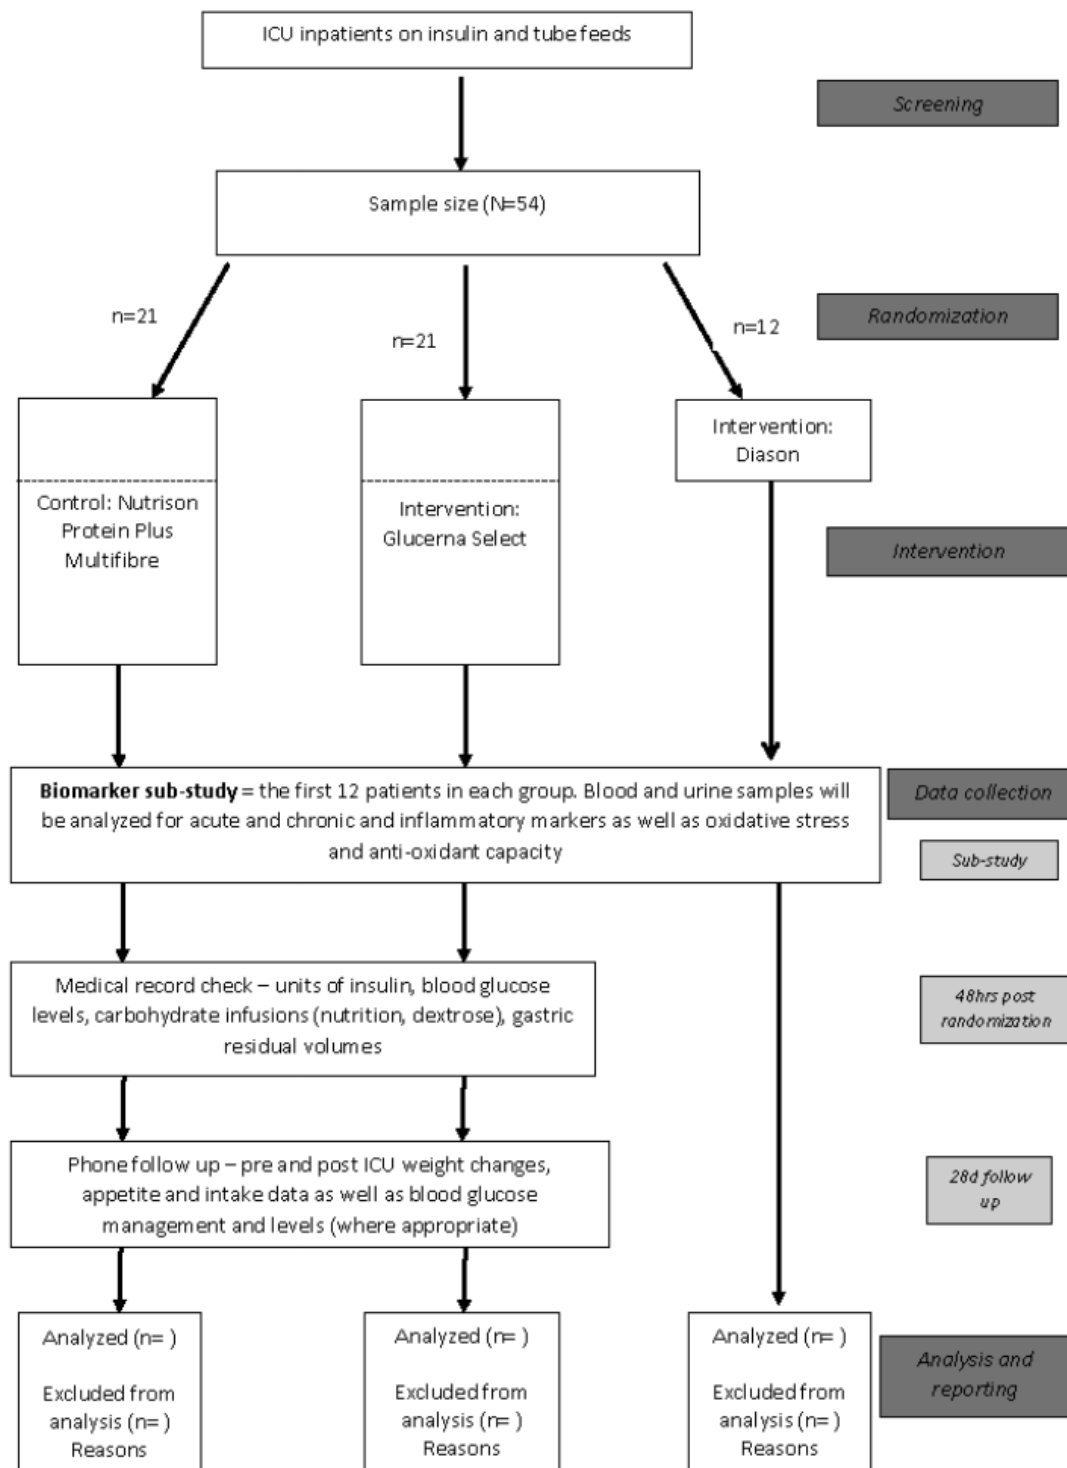 ICU inpatients on insulin and tube feeds
Screening
Sample size (N=54)
n=21
n=21
n=12
Randomization
Control: Nutrison
Protein Plus
Multifibre
Intervention:
Glucerna Select
Intervention:
Diason
Intervention
Biomarker sub-study = the first 12 patients in each group. Blood and urine samples will
be analyzed for acute and chronic and inflammatory markers as well as oxidative stress
and anti-oxidant capacity
Data collection
Sub-study
Medical record check – units of insulin, blood glucose
levels, carbohydrate infusions (nutrition, dextrose), gastric
residual volumes
48hrs post
randomization
Phone follow up – pre and post ICU weight changes,
appetite and intake data as well as blood glucose
management and levels (where appropriate)
28d follow
up
Analyzed (n= )
Excluded from
analysis (n= )
Reasons
Analyzed (n= )
Excluded from
analysis (n= )
Reasons
Analyzed (n= )
Excluded from
analysis (n= )
Reasons
Analysis and
reporting